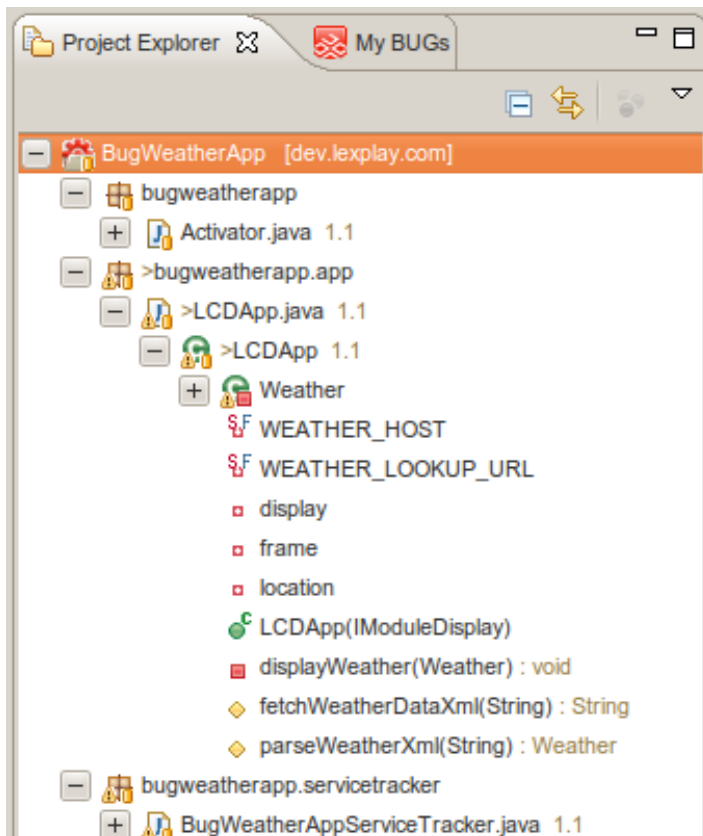 Project Explorer My BUGs
BugWeatherApp [dev.lexplay.com]
bugweatherapp
Activator.java 1.1
>bugweatherapp.app
>LCDApp.java 1.1
>LCDApp 1.1
Weather
WEATHER_HOST
WEATHER_LOOKUP_URL
display
frame
location
LCDApp(IModuleDisplay)
displayWeather(Weather) : void
fetchWeatherDataXml(String) : String
parseWeatherXml(String) : Weather
bugweatherapp.servicetracker
BugWeatherAppServiceTracker.java 1.1